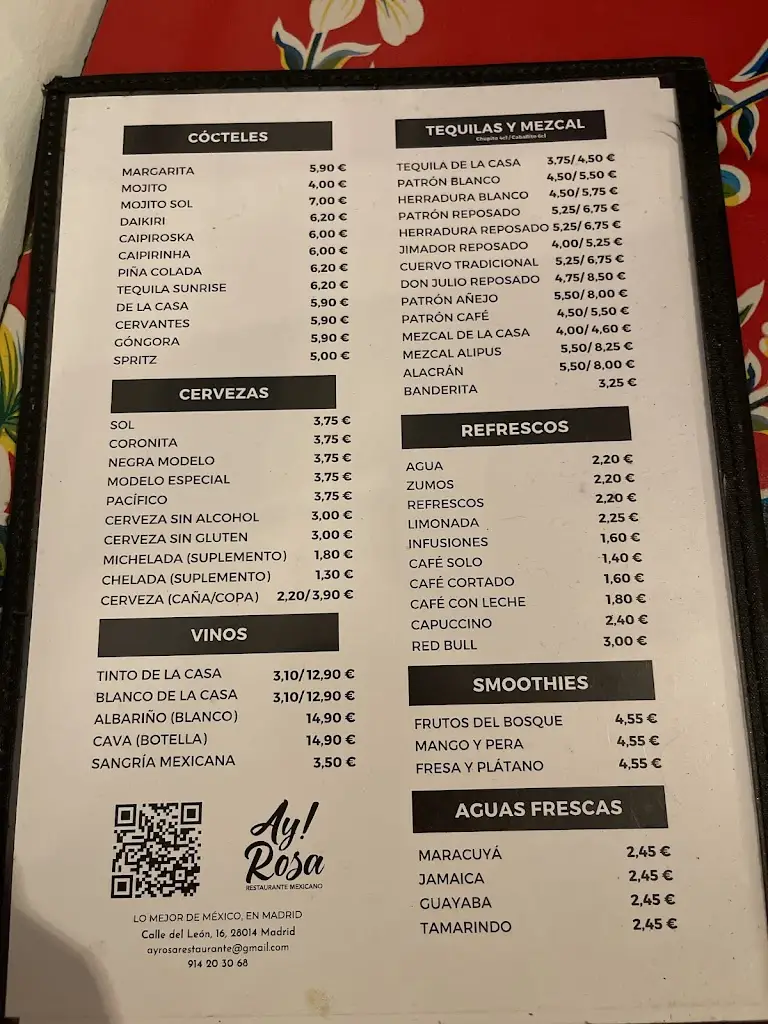 CÓCTELES
MARGARITA 5,90 €
MOJITO 4,00 €
MOJITO SOL 7,00 €
DAIKIRI 6,20 €
CAIPIROSKA 6,00 €
CAIPIRINHA 6,00 €
PIÑA COLADA 6,20 €
TEQUILA SUNRISE 6,20 €
DE LA CASA 5,90 €
CERVANTES 5,90 €
GÓNGORA 5,90 €
SPRITZ 5,00 €
CERVEZAS
SOL 3,75 €
CORONITA 3,75 €
NEGRA MODELO 3,75 €
MODELO ESPECIAL 3,75 €
PACÍFICO 3,75 €
CERVEZA SIN ALCOHOL 3,00 €
CERVEZA SIN GLUTEN 3,00 €
MICHELADA (SUPLEMENTO) 1,80 €
CHELADA (SUPLEMENTO) 1,30 €
CERVEZA (CAÑA/COPA) 2,20/3,90 €
VINOS
TINTO DE LA CASA 3,10/12,90 €
BLANCO DE LA CASA 3,10/12,90 €
ALBARIÑO (BLANCO) 14,90 €
CAVA (BOTELLA) 14,90 €
SANGRÍA MEXICANA 3,50 €
Ay!
Rosa
RESTAURANTE MEXICANO
LO MEJOR DE MÉXICO, EN MADRID
Calle del León, 16, 28014 Madrid
ayrosarestaurante@gmail.com
914 20 30 68
TEQUILAS Y MEZCAL
Chupito 4cl / Caballito 6cl
TEQUILA DE LA CASA 3,75/4,50 €
PATRÓN BLANCO 4,50/5,50 €
HERRADURA BLANCO 4,50/5,75 €
PATRÓN REPOSADO 5,25/6,75 €
HERRADURA REPOSADO 5,25/6,75 €
JIMADOR REPOSADO 4,00/5,25 €
CUERVO TRADICIONAL 5,25/6,75 €
DON JULIO REPOSADO 4,75/8,50 €
PATRÓN AÑEJO 5,50/8,00 €
PATRÓN CAFÉ 4,50/5,50 €
MEZCAL DE LA CASA 4,00/4,60 €
MEZCAL ALIPUS 5,50/8,25 €
ALACRÁN 5,50/8,00 €
BANDERITA 3,25 €
REFRESCOS
AGUA 2,20 €
ZUMOS 2,20 €
REFRESCOS 2,20 €
LIMONADA 2,25 €
INFUSIONES 1,60 €
CAFÉ SOLO 1,40 €
CAFÉ CORTADO 1,60 €
CAFÉ CON LECHE 1,80 €
CAPUCCINO 2,40 €
RED BULL 3,00 €
SMOOTHIES
FRUTOS DEL BOSQUE 4,55 €
MANGO Y PERA 4,55 €
FRESA Y PLÁTANO 4,55 €
AGUAS FRESCAS
MARACUYÁ 2,45 €
JAMAICA 2,45 €
GUAYABA 2,45 €
TAMARINDO 2,45 €